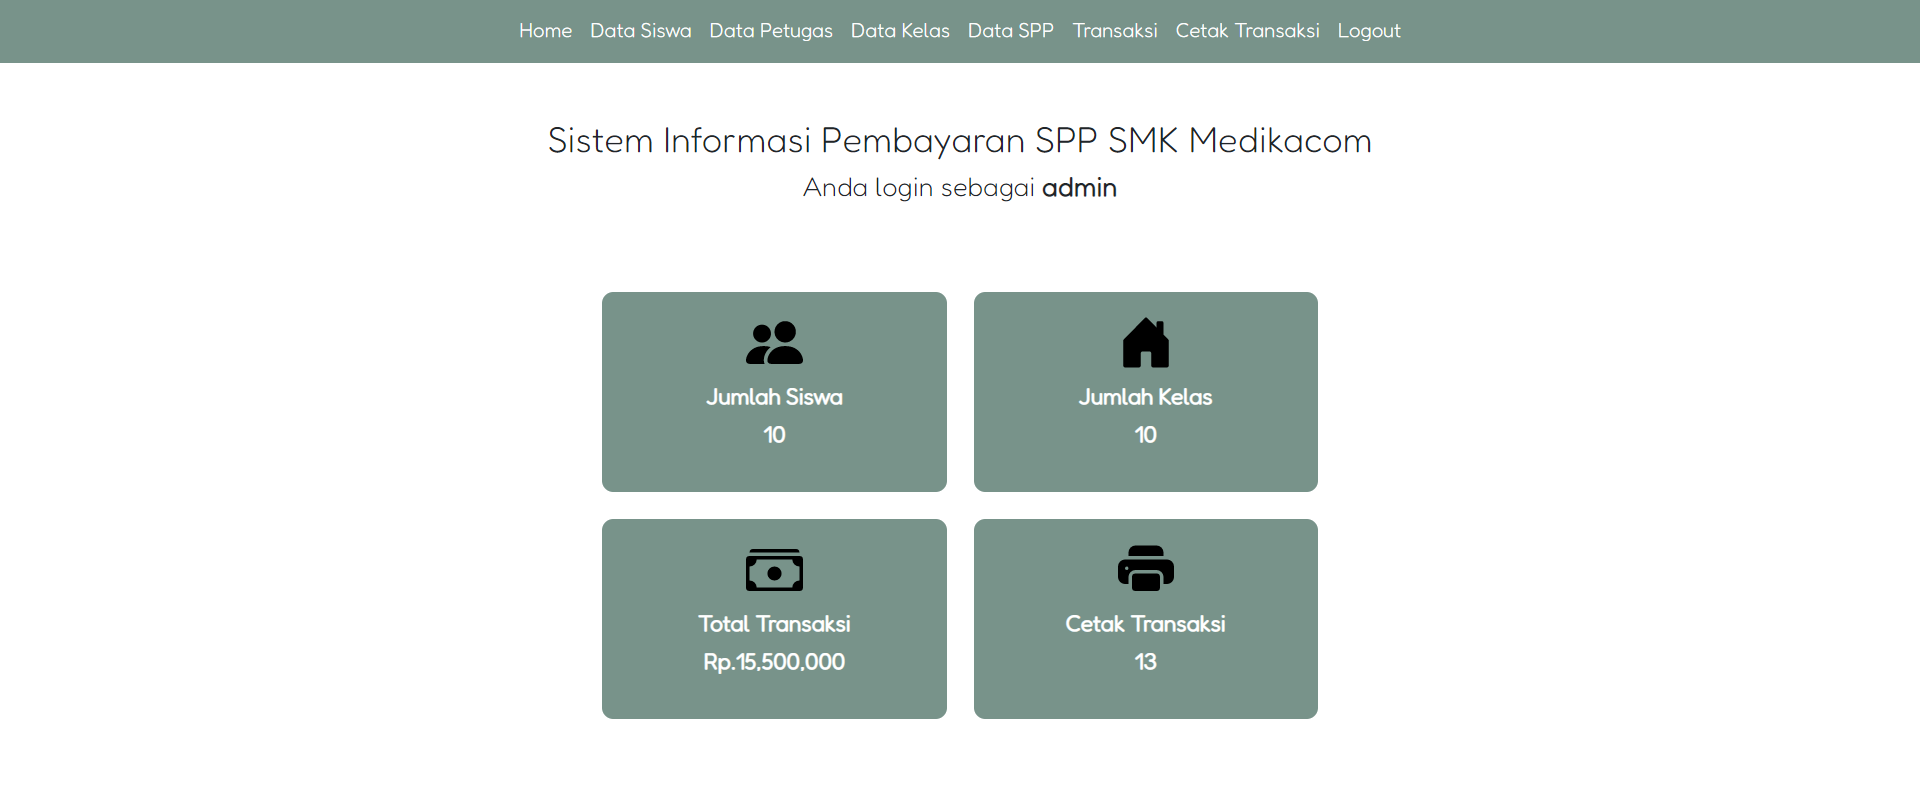 Home Data Siswa Data Petugas Data Kelas Data SPP Transaksi Cetak Transaksi Logout
Sistem Informasi Pembayaran SPP SMK Medikacom
Anda login sebagai admin
Jumlah Siswa
10
Jumlah Kelas
10
Total Transaksi
Rp.15,500,000
Cetak Transaksi
13